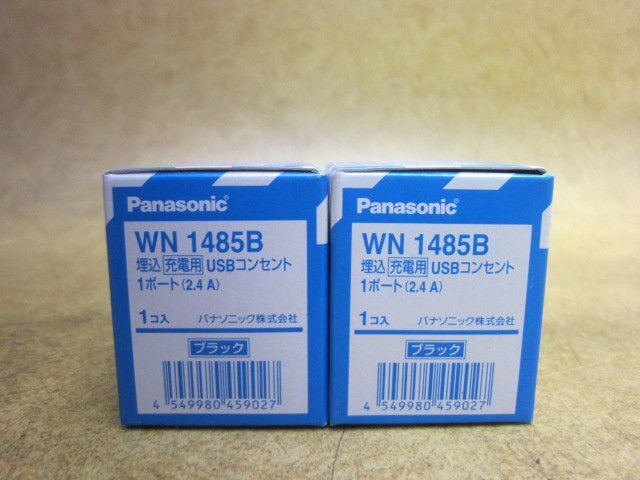 Panasonic
WN 1485B
埋込 充電用 USBコンセント
1ポート(2.4 A)
1コ入 パナソニック株式会社
ブラック
4 549980 459027
Panasonic
WN 1485B
埋込 充電用 USBコンセント
1ポート(2.4 A)
1コ入 パナソニック株式会社
ブラック
4 549980 459027